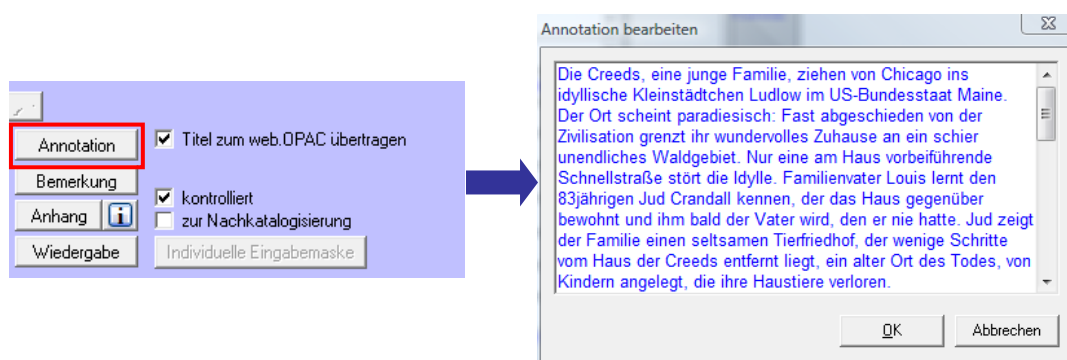 Annotation
Titel zum web.OPAC übertragen
Bemerkung
kontrolliert
Anhang
zur Nachkatalogisierung
Wiedergabe
Individuelle Eingabemaske
Annotation bearbeiten
Die Creeds, eine junge Familie, ziehen von Chicago ins
idyllische Kleinstädtchen Ludlow im US-Bundesstaat Maine.
Der Ort scheint paradiesisch: Fast abgeschieden von der
Zivilisation grenzt ihr wundervolles Zuhause an ein schier
unendliches Waldgebiet. Nur eine am Haus vorbeiführende
Schnellstraße stört die Idylle. Familienvater Louis lernt den
83jährigen Jud Crandall kennen, der das Haus gegenüber
bewohnt und ihm bald der Vater wird, den er nie hatte. Jud zeigt
der Familie einen seltsamen Tierfriedhof, der wenige Schritte
vom Haus der Creeds entfernt liegt, ein alter Ort des Todes, von
Kindern angelegt, die ihre Haustiere verloren.
OK
Abbrechen